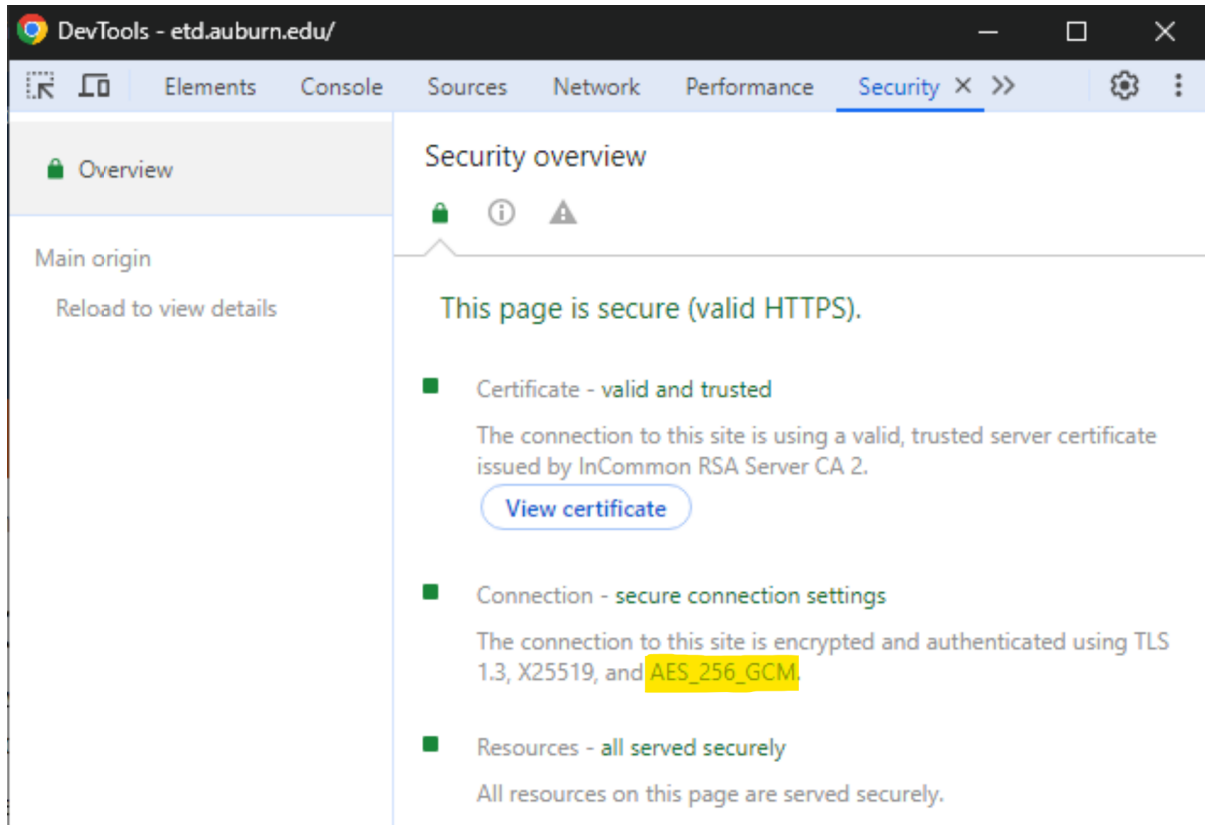 DevTools - etd.auburn.edu/
Elements Console Sources Network Performance Security
Overview
Main origin
Reload to view details
Security overview
This page is secure (valid HTTPS).
Certificate - valid and trusted
The connection to this site is using a valid, trusted server certificate
issued by InCommon RSA Server CA 2.
View certificate
Connection - secure connection settings
The connection to this site is encrypted and authenticated using TLS
1.3, X25519, and AES_256_GCM.
Resources - all served securely
All resources on this page are served securely.